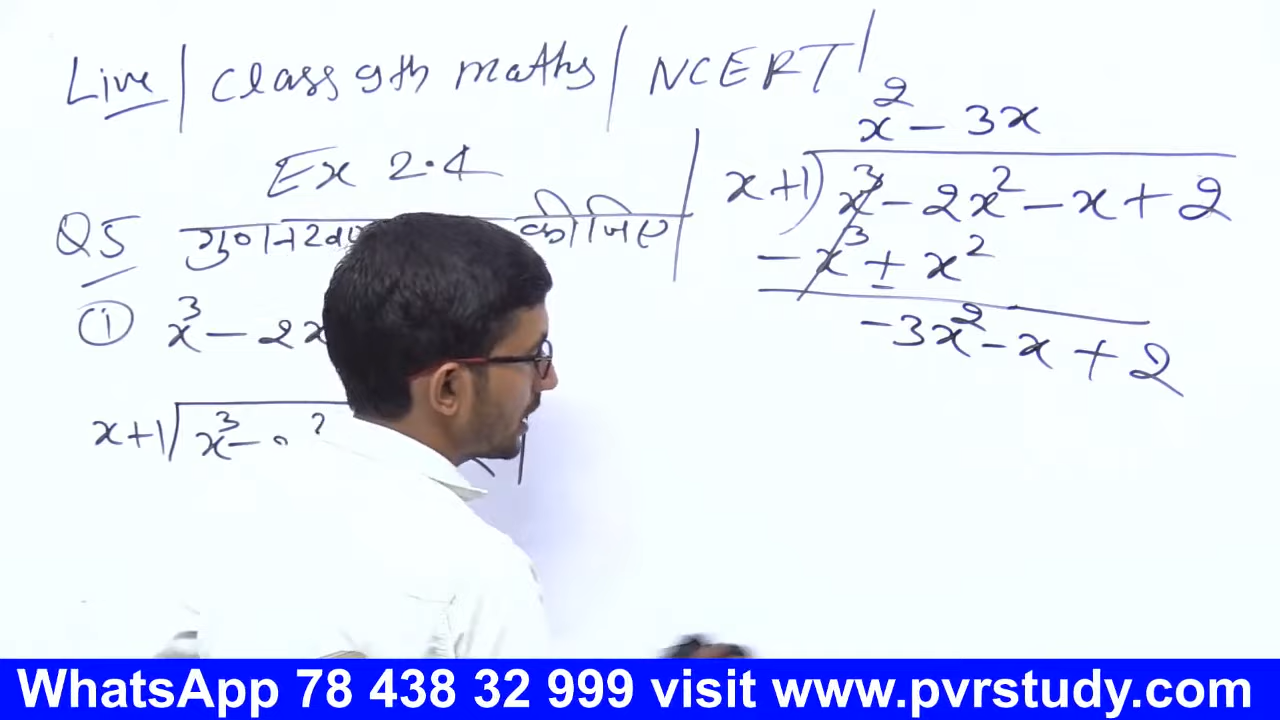 Live / Class 9th maths / NCERT /
Ex 2.4
Q5 कीजिए
① x³ - 2x
x+1 x³ -
x² - 3x
x+1) x³ - 2x² - x + 2
- x³ ± x²
-3x² - x + 2
WhatsApp 78 438 32 999 visit www.pvrstudy.com